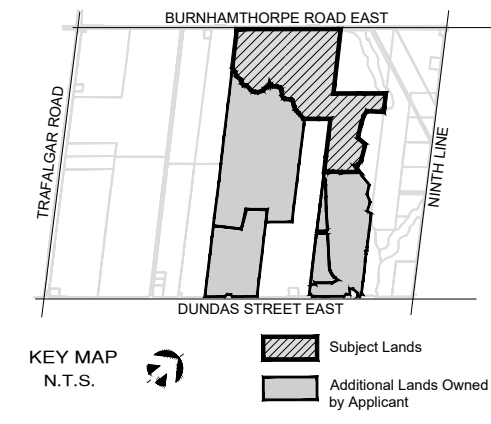 BURNHAMTHORPE ROAD EAST
TRAFALGAR ROAD
NINTH LINE
DUNDAS STREET EAST
KEY MAP
N.T.S.
Subject Lands
Additional Lands Owned
by Applicant